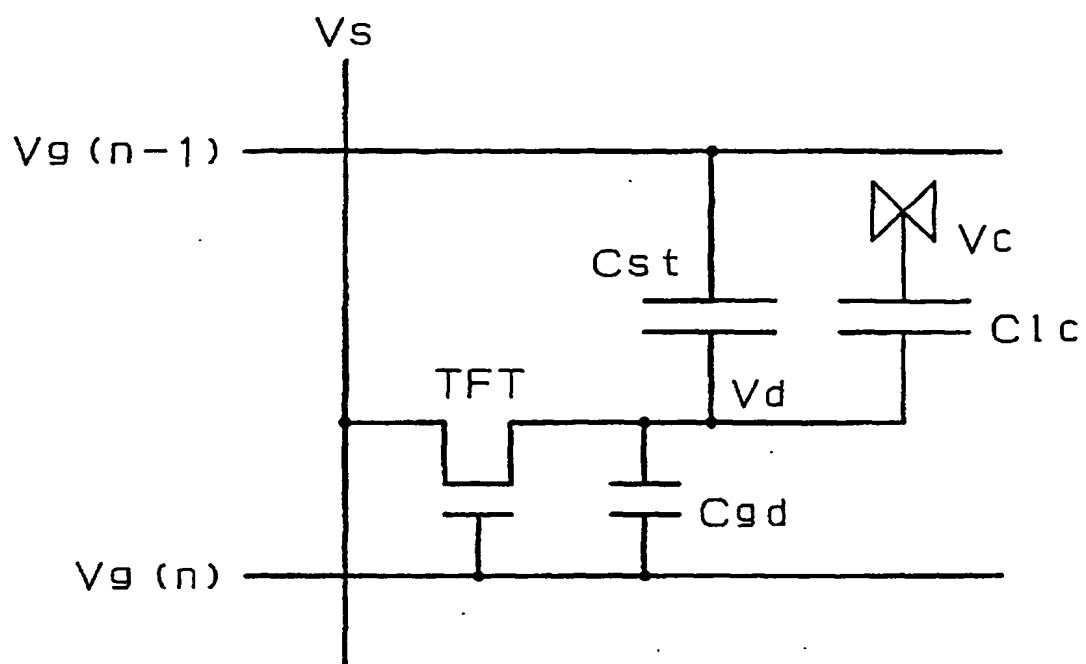 Vs
Vg (n-1)
Vc
Cst
Clc
TFT
Vd
Cgd
Vg (n)